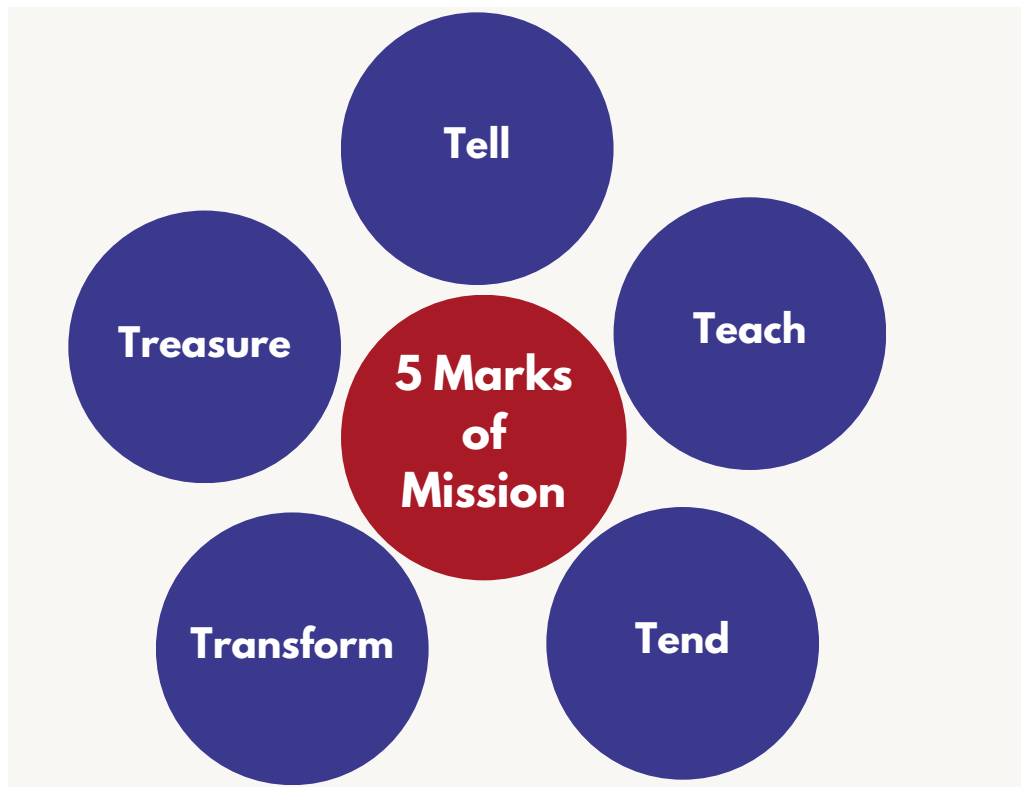 Tell
Teach
Treasure
5 Marks
of
Mission
Tend
Transform